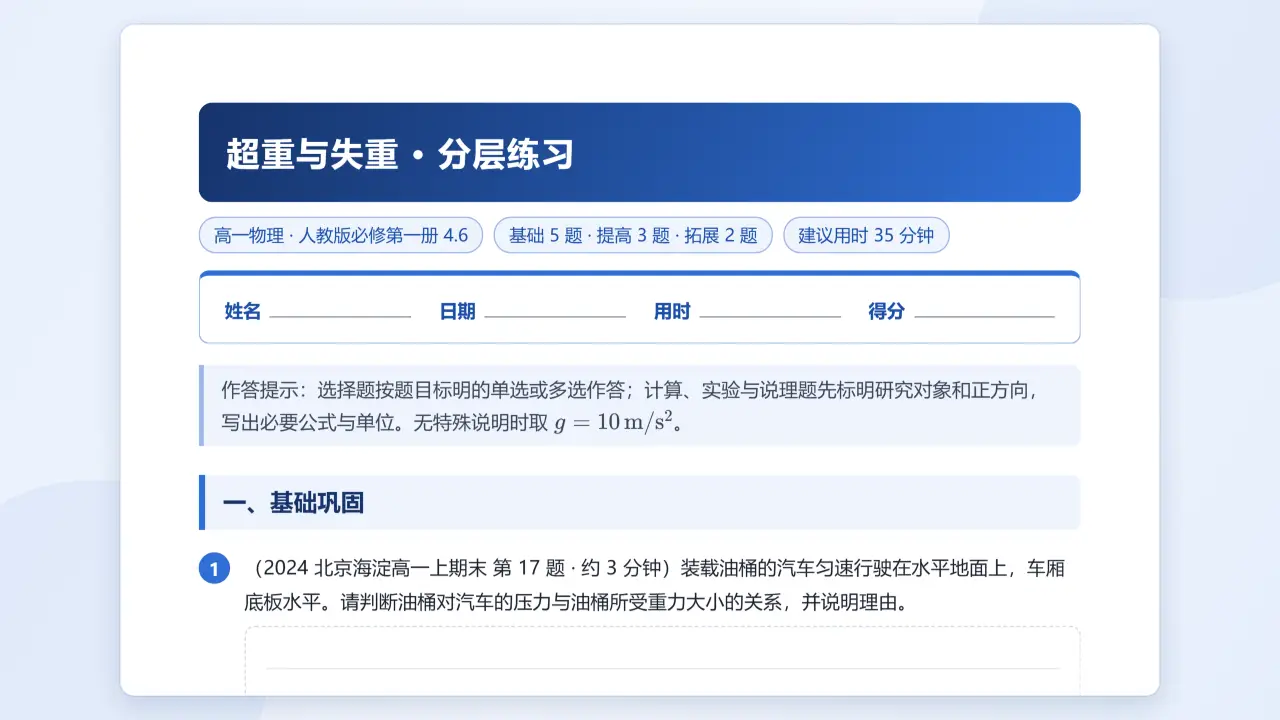 超重与失重 · 分层练习
高一物理 · 人教版必修第一册 4.6
基础 5 题 · 提高 3 题 · 拓展 2 题
建议用时 35 分钟
姓名
日期
用时
得分
作答提示：选择题按题目标明的单选或多选作答；计算、实验与说理题先标明研究对象和正方向，
写出必要公式与单位。无特殊说明时取 g = 10 m/s²。
一、基础巩固
1 （2024 北京海淀高一上期末 第 17 题 · 约 3 分钟）装载油桶的汽车匀速行驶在水平地面上，车厢
底板水平。请判断油桶对汽车的压力与油桶所受重力大小的关系，并说明理由。